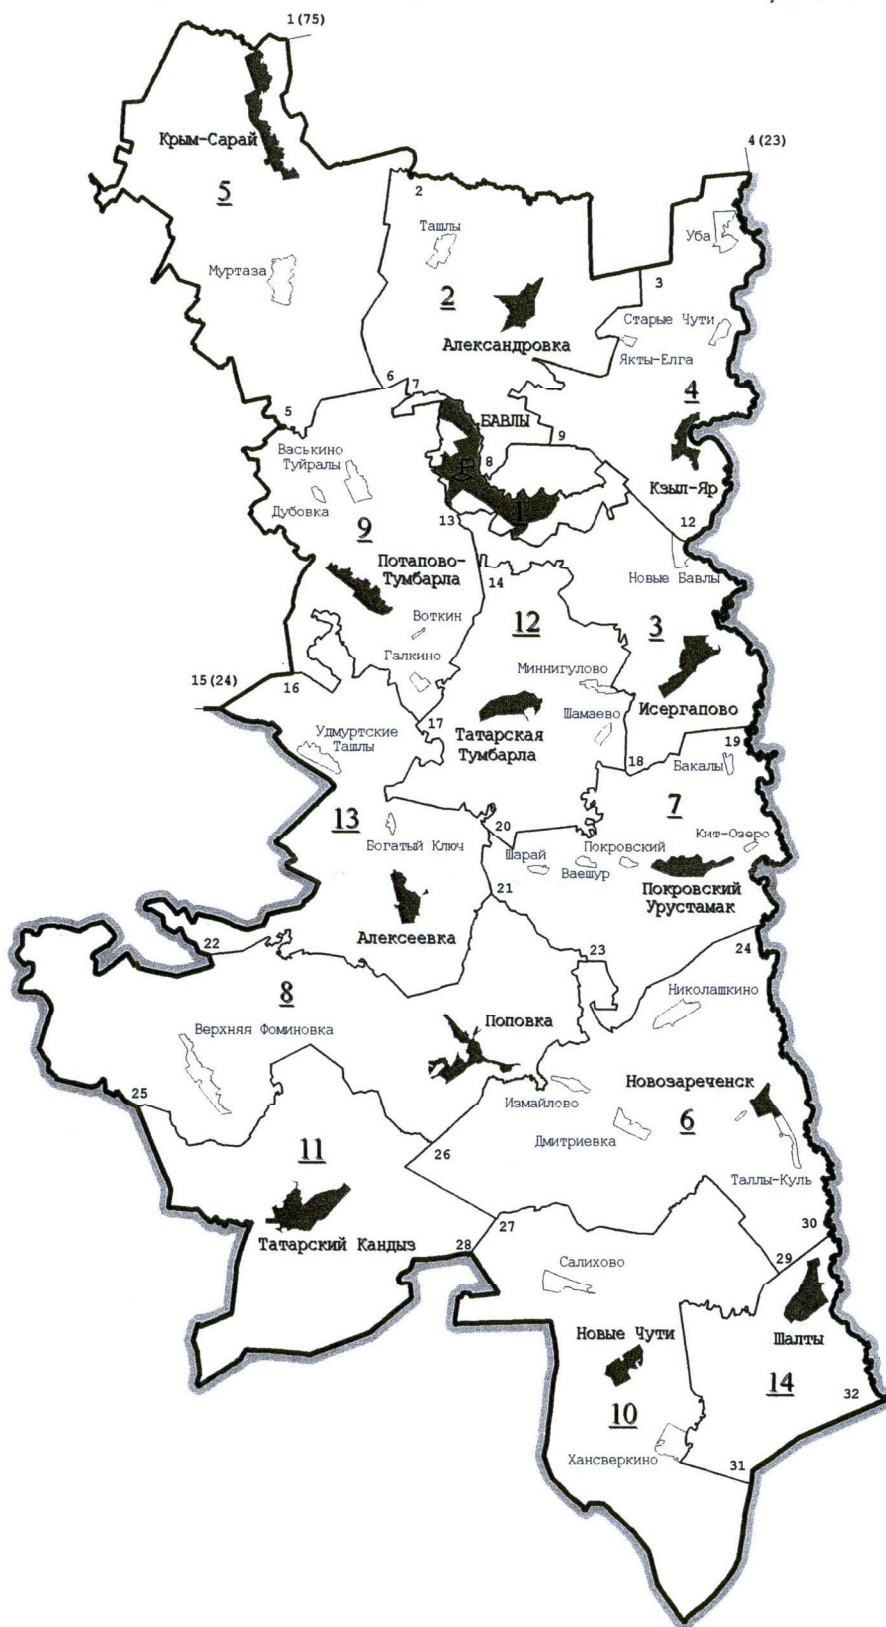 1 (75)
4 (23)
Крым-Сарай
5
2
Ташлы
Уба
Муртаза
3
2
Старые Чути
Александровка
Якты-Елга
4
6
7
5
БАВЛЫ
9
Васькино
Туйралы
8
Кзыл-Яр
Дубовка
1
9
13
12
Потапово-
Тумбарла
14
Новые Бавлы
Воткин
12
3
Галкино
Миннигулово
15 (24)
16
Исергапово
Шамаево
17
Удмуртские
Ташлы
Татарская
Тумбарла
19
18
Бакалы
13
7
20
Кит-Озеро
Богатый Ключ
Шарай
Покровский
Ваешур
21
Покровский
Урустамак
Алексеевка
22
23
24
8
Николашкино
Верхняя Фоминовка
Поповка
25
Измайлово
Новозареченск
Дмитриевка
6
11
26
Таллы-Куль
27
30
Татарский Кандыз
28
29
Салихово
Новые Чути
Шалты
14
32
10
Хансверкино
31